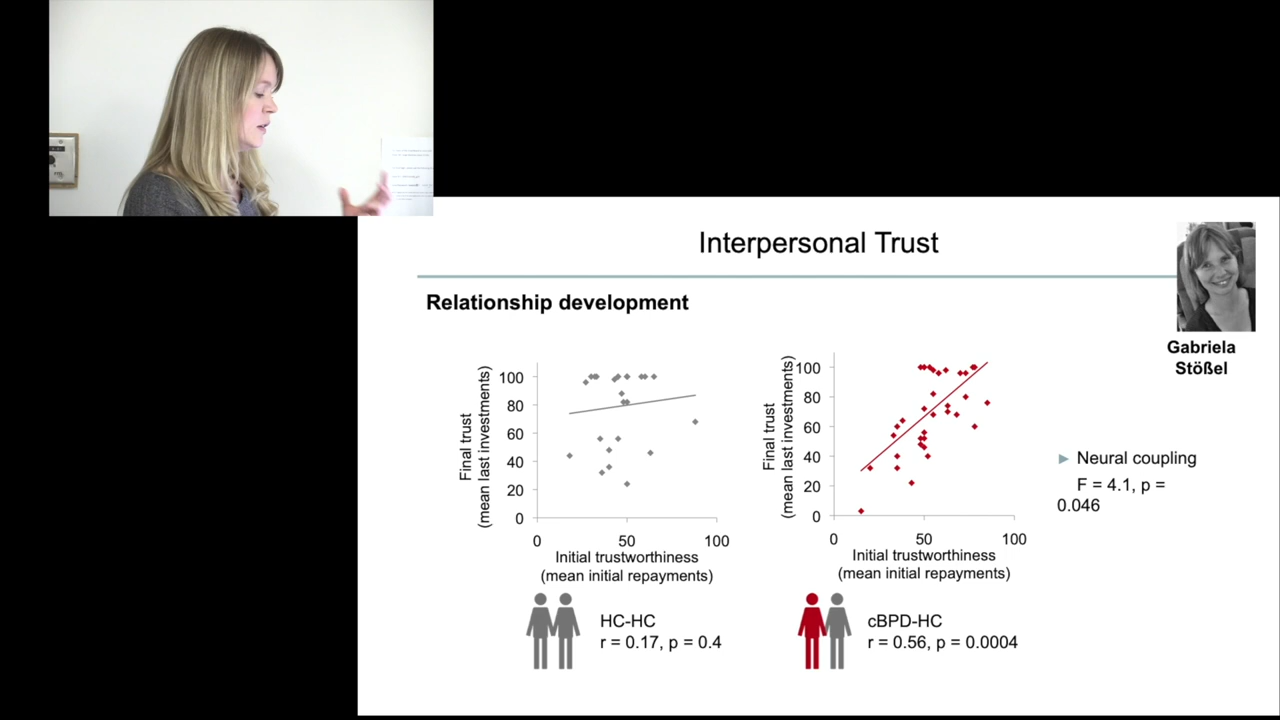 Interpersonal Trust
Relationship development
Gabriela
Stößel
Final trust
(mean last investments)
100
80
60
40
20
0
0
50
100
Initial trustworthiness
(mean initial repayments)
HC-HC
r = 0.17, p = 0.4
Final trust
(mean last investments)
100
80
60
40
20
0
0
50
100
Initial trustworthiness
(mean initial repayments)
cBPD-HC
r = 0.56, p = 0.0004
Neural coupling
F = 4.1, p =
0.046